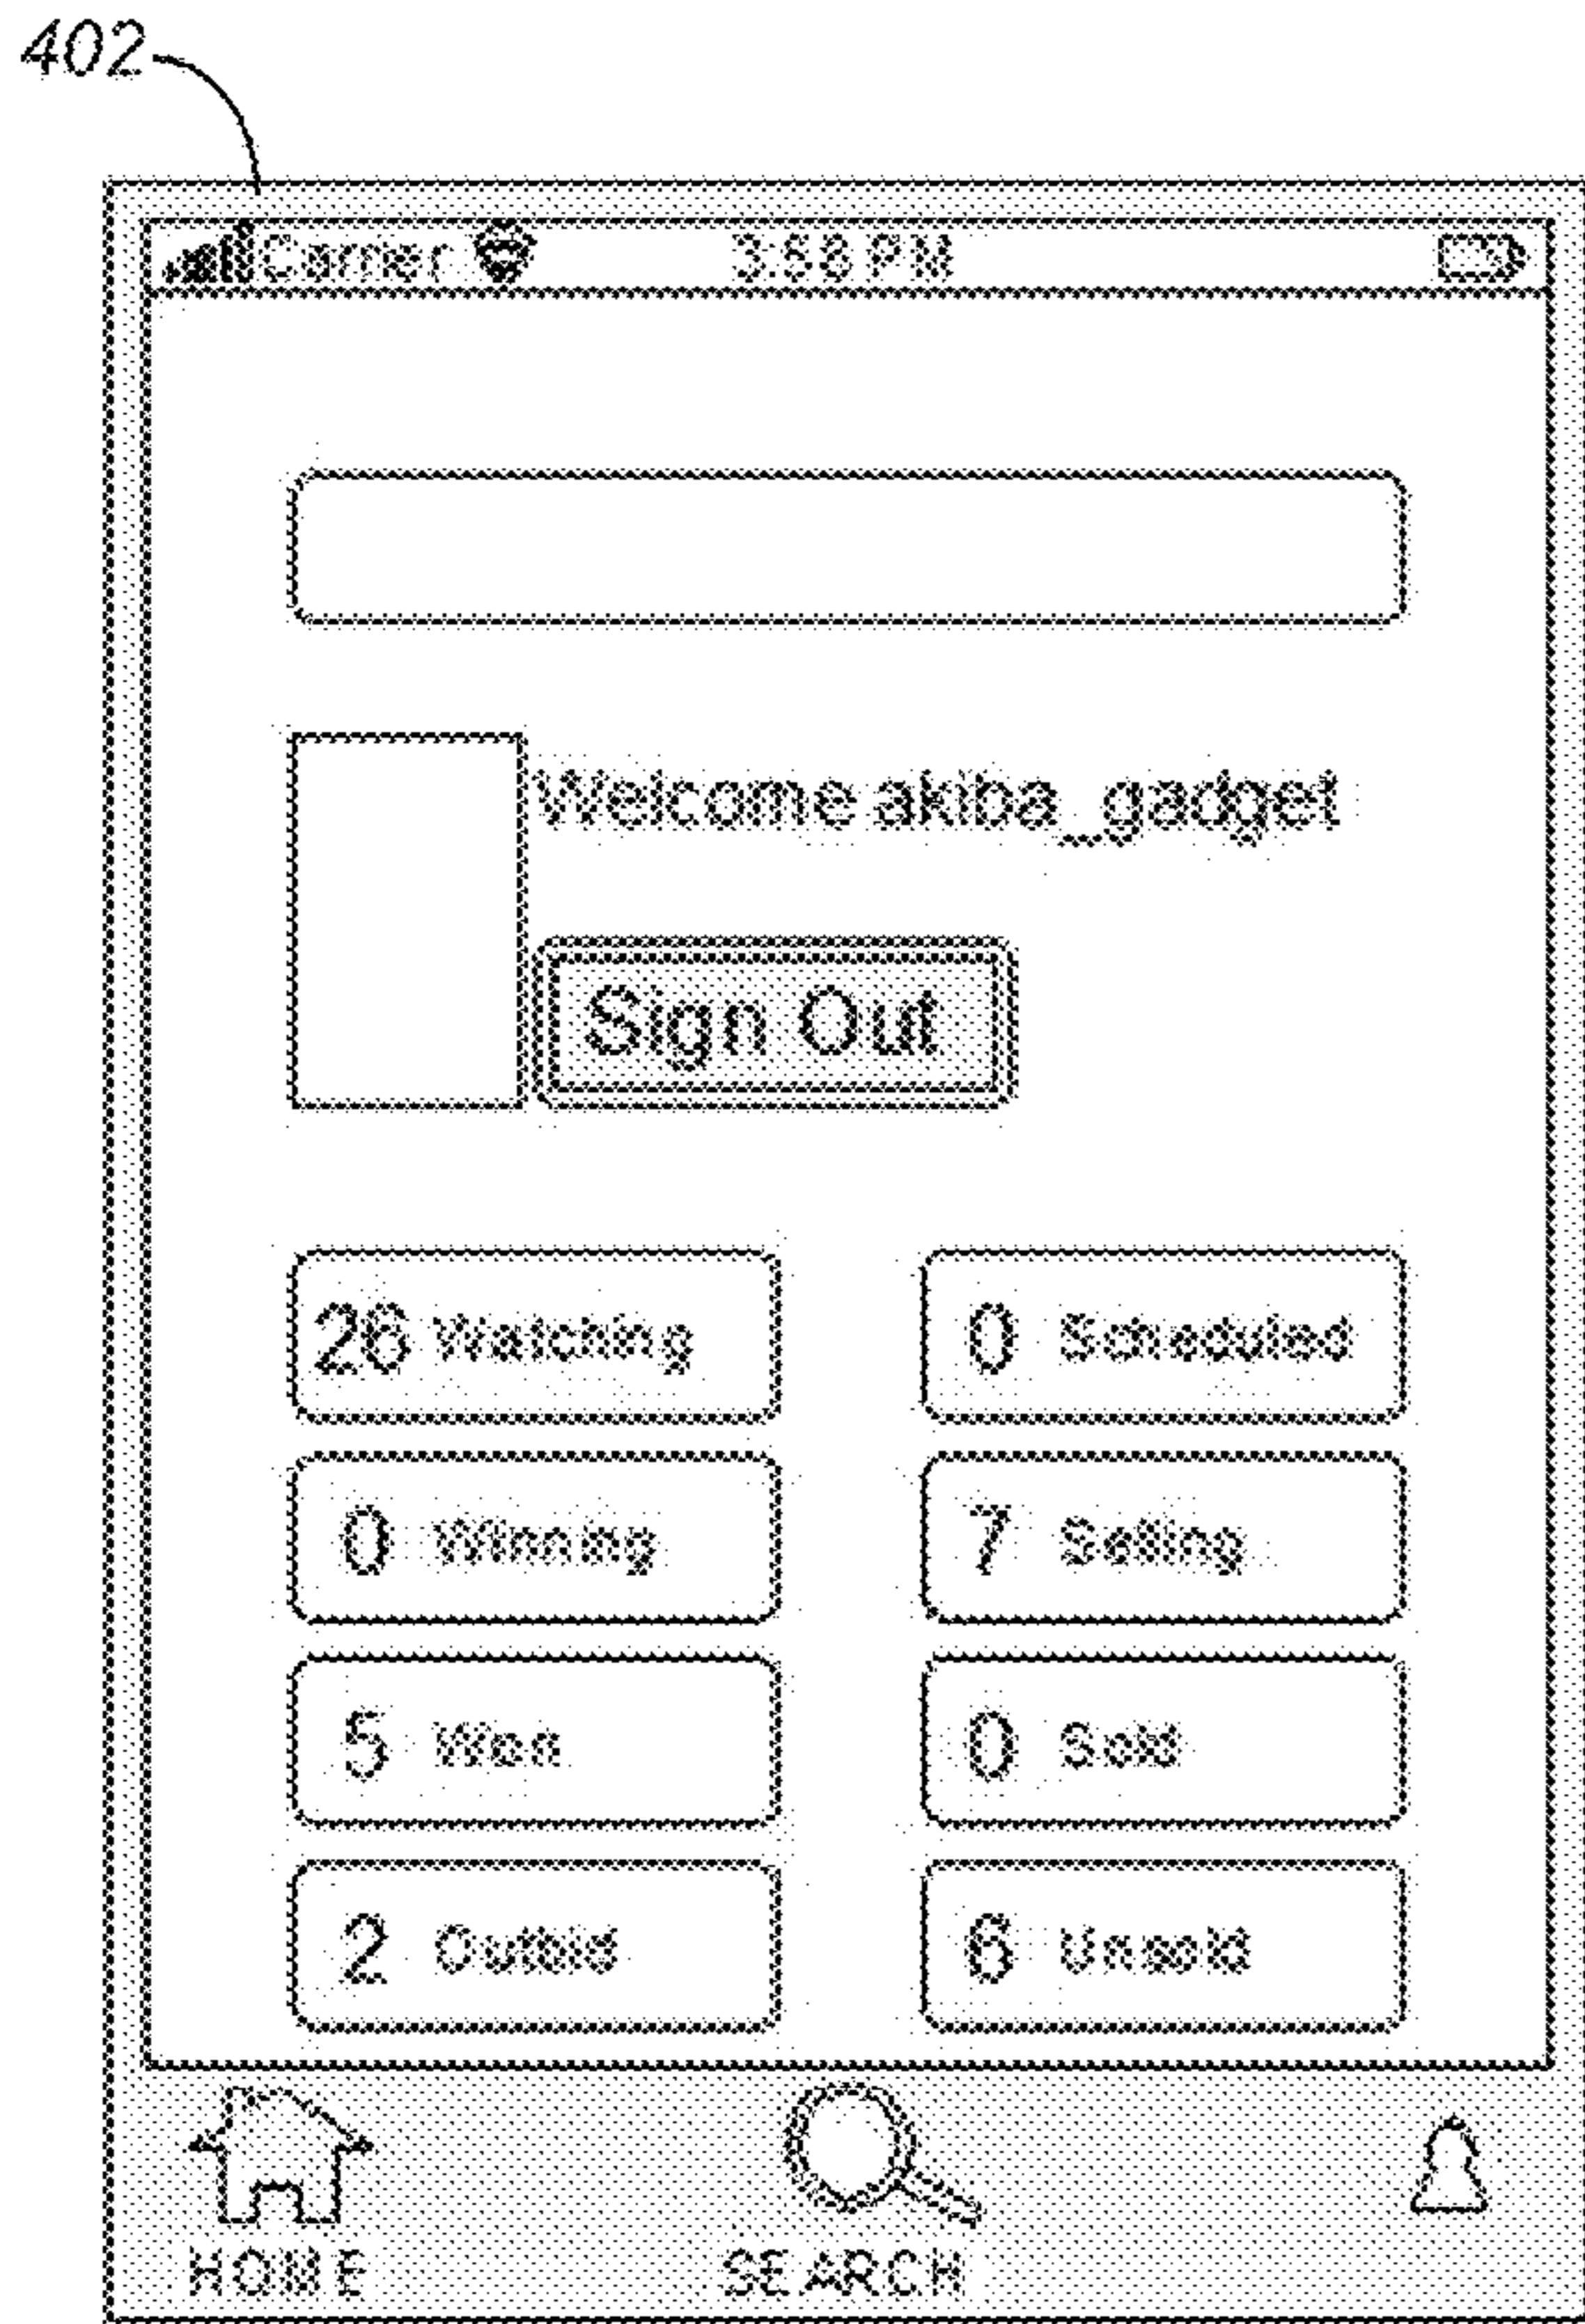 402
Carrier 3:58 PM
Welcome akiba_gadget
Sign Out
26 Watching 0 Scheduled
0 Winning 7 Selling
5 Won 0 Sold
2 Outbid 6 Unsold
HOME SEARCH